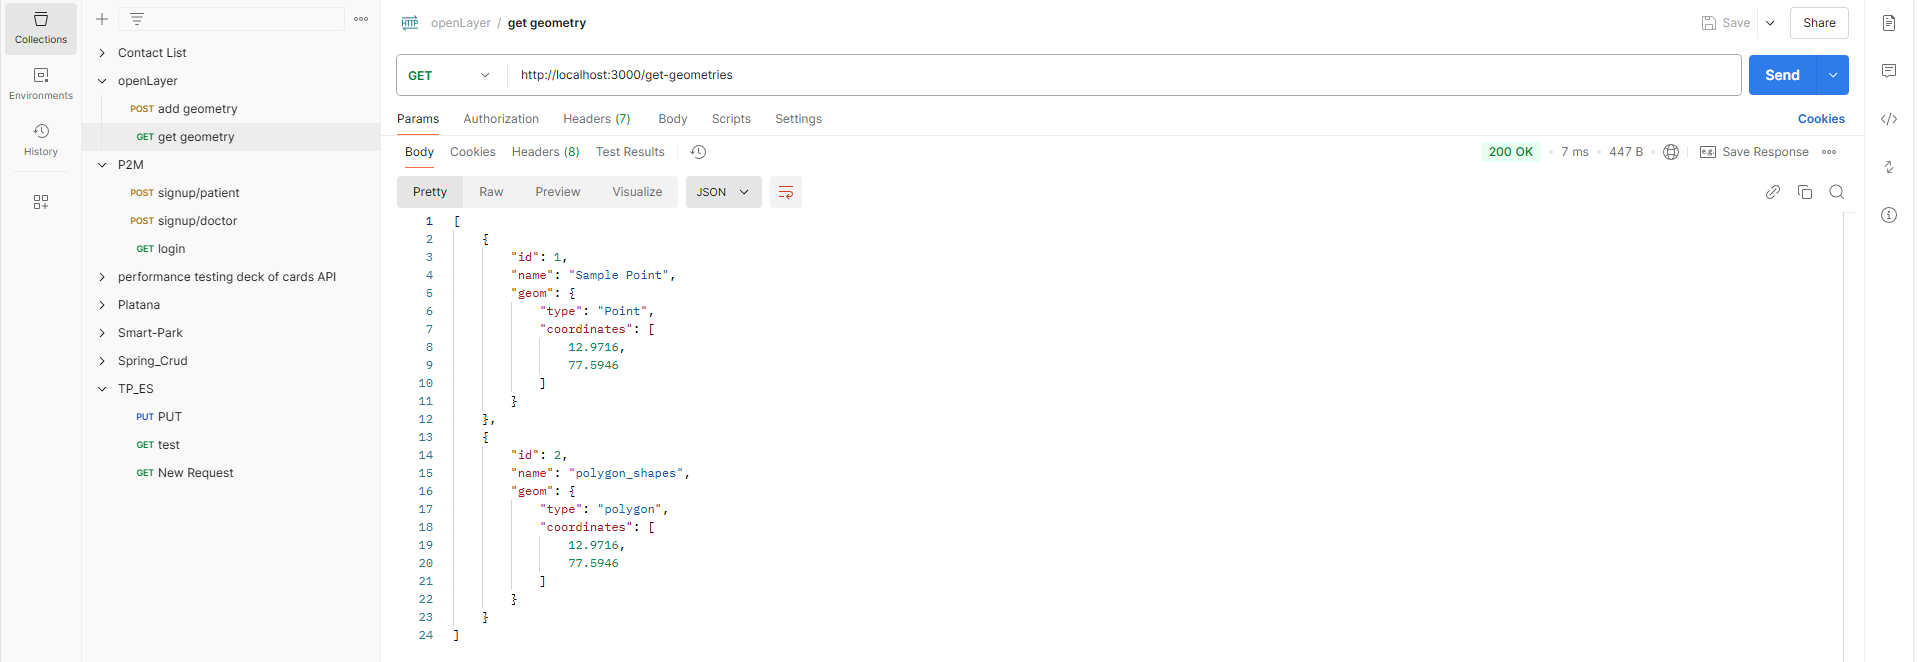 Collections
Environments
History
Contact List
openLayer
POST add geometry
GET get geometry
P2M
POST signup/patient
POST signup/doctor
GET login
performance testing deck of cards API
Platana
Smart-Park
Spring_Crud
TP_ES
PUT PUT
GET test
GET New Request
HTTP openLayer / get geometry
Save
Share
GET http://localhost:3000/get-geometries
Send
Params Authorization Headers (7) Body Scripts Settings
Cookies
Body Cookies Headers (8) Test Results
200 OK • 7 ms • 447 B • e.g. Save Response
Pretty Raw Preview Visualize JSON
1 [
2 {
3 "id": 1,
4 "name": "Sample Point",
5 "geom": {
6 "type": "Point",
7 "coordinates": [
8 12.9716,
9 77.5946
10 ]
11 }
12 },
13 {
14 "id": 2,
15 "name": "polygon_shapes",
16 "geom": {
17 "type": "polygon",
18 "coordinates": [
19 12.9716,
20 77.5946
21 ]
22 }
23 }
24 ]